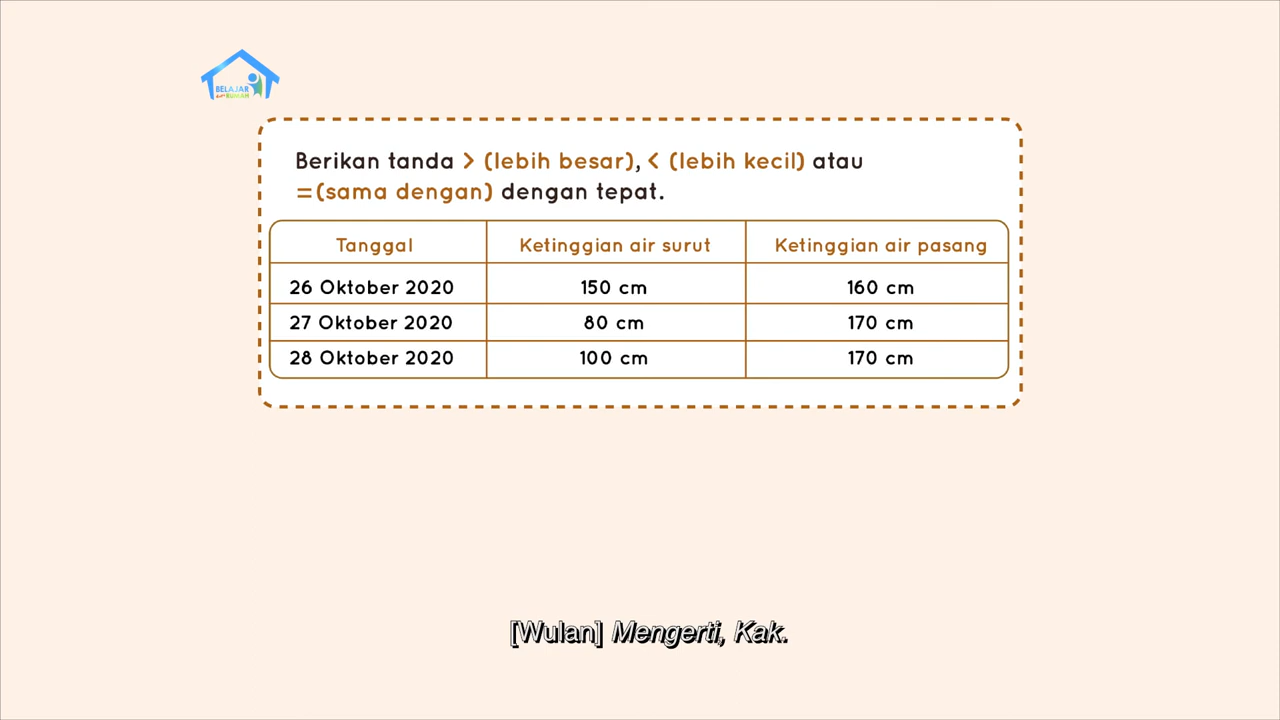 BELAJAR
dari RUMAH
Berikan tanda > (lebih besar), < (lebih kecil) atau
=(sama dengan) dengan tepat.
Tanggal Ketinggian air surut Ketinggian air pasang
26 Oktober 2020 150 cm 160 cm
27 Oktober 2020 80 cm 170 cm
28 Oktober 2020 100 cm 170 cm
[Wulan] Mengerti, Kak.